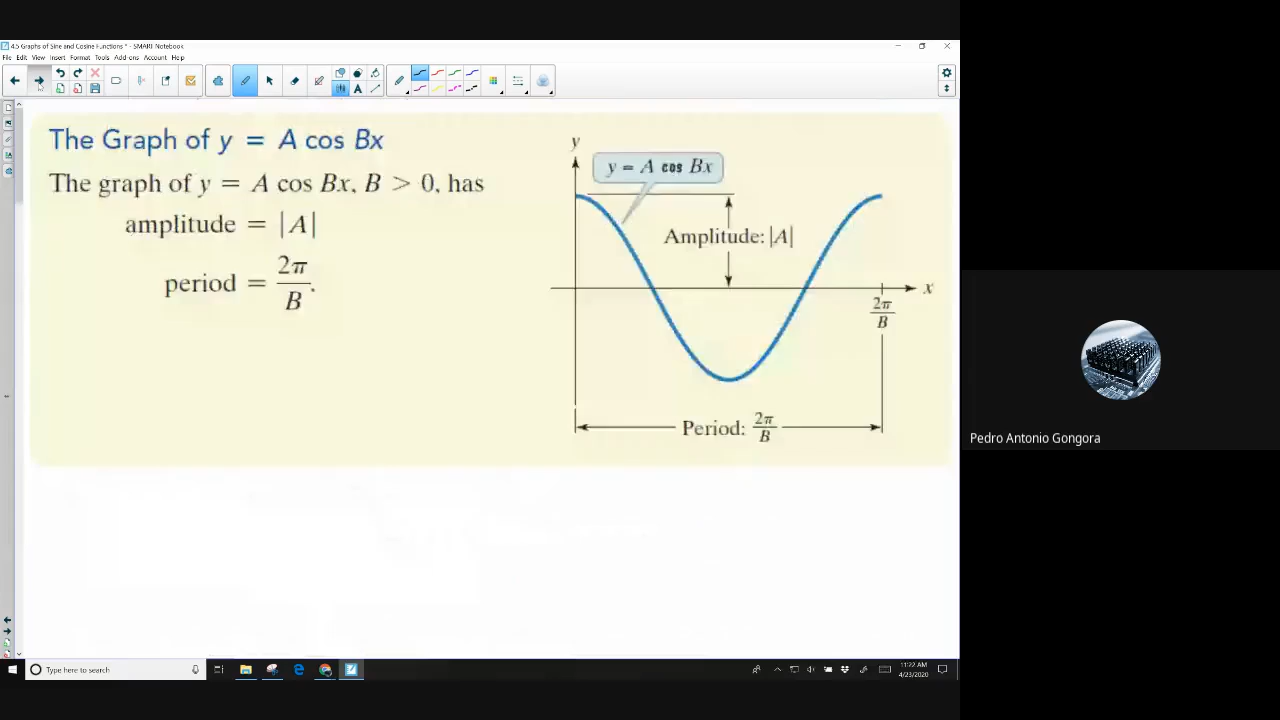 4.5 Graphs of Sine and Cosine Functions * - SMART Notebook
File Edit View Insert Format Tools Add-ons Account Help
The Graph of y = A cos Bx
The graph of y = A cos Bx, B > 0, has
amplitude = |A|
period = 2π/B.
y
y = A cos Bx
Amplitude: |A|
x
2π/B
Period: 2π/B
Pedro Antonio Gongora
Type here to search
11:22 AM
4/23/2020